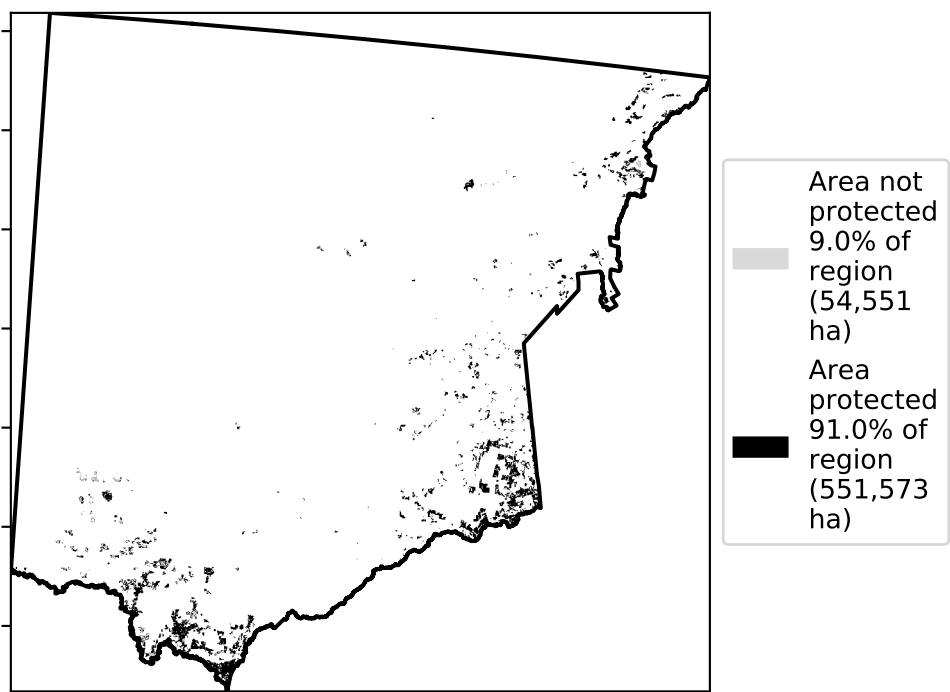 Area not
protected
9.0% of
region
(54,551
ha)
Area
protected
91.0% of
region
(551,573
ha)